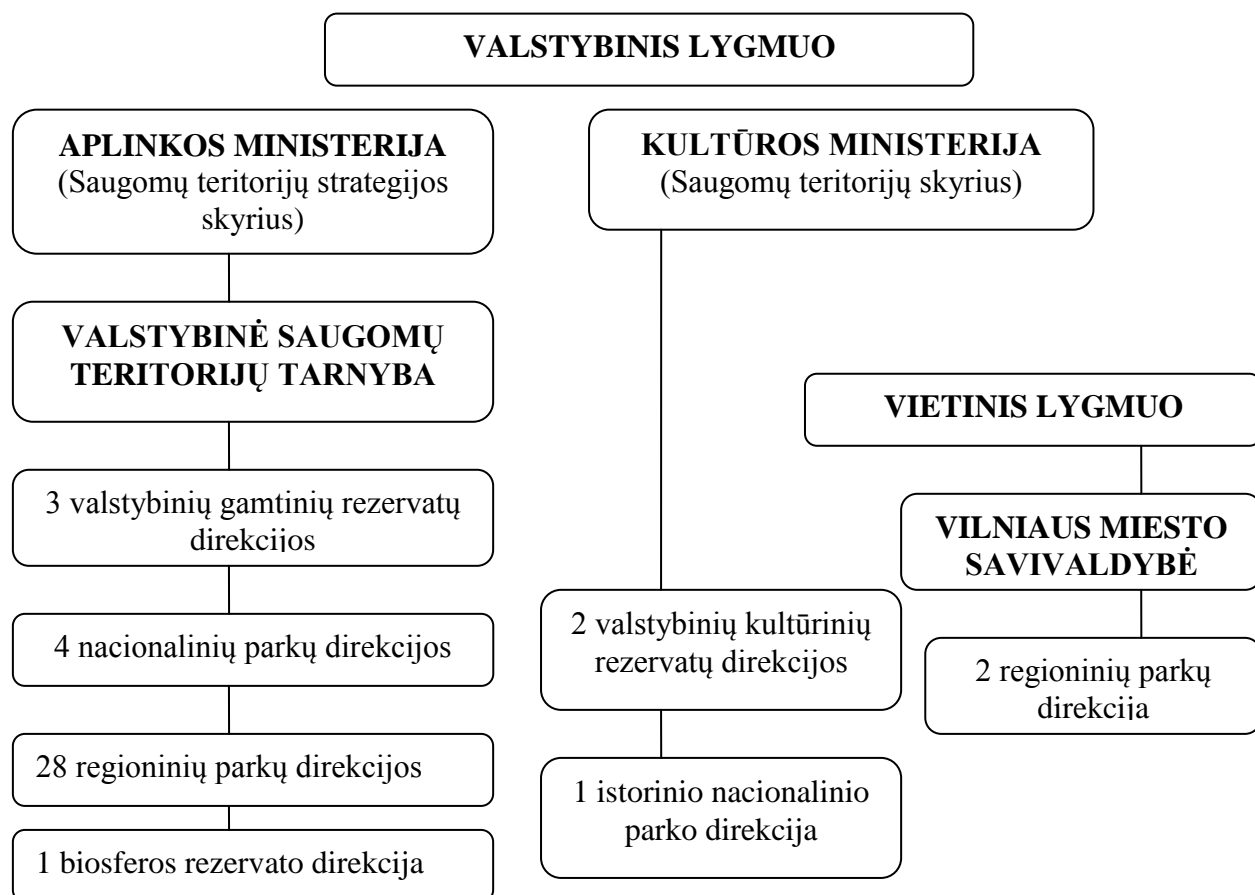 VALSTYBINIS LYGMUO
APLINKOS MINISTERIJA
(Saugomų teritorijų strategijos
skyrius)
VALSTYBINĖ SAUGOMŲ
TERITORIJŲ TARNYBA
3 valstybinių gamtinių rezervatų
direkcijos
4 nacionalinių parkų direkcijos
28 regioninių parkų direkcijos
1 biosferos rezervato direkcija
KULTŪROS MINISTERIJA
(Saugomų teritorijų skyrius)
2 valstybinių kultūrinių
rezervatų direkcijos
1 istorinio nacionalinio
parko direkcija
VIETINIS LYGMUO
VILNIAUS MIESTO
SAVIVALDYBĖ
2 regioninių parkų
direkcija